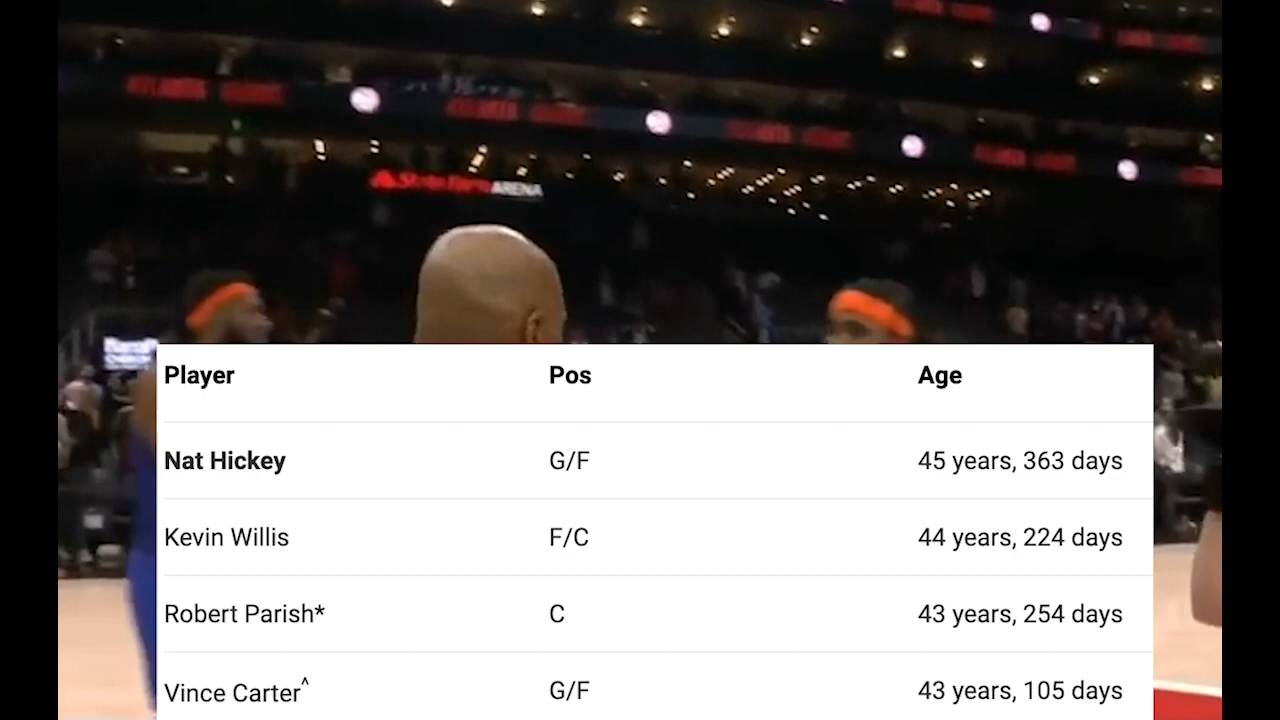 State Farm ARENA
Player Pos Age
Nat Hickey G/F 45 years, 363 days
Kevin Willis F/C 44 years, 224 days
Robert Parish* C 43 years, 254 days
Vince Carter^ G/F 43 years, 105 days